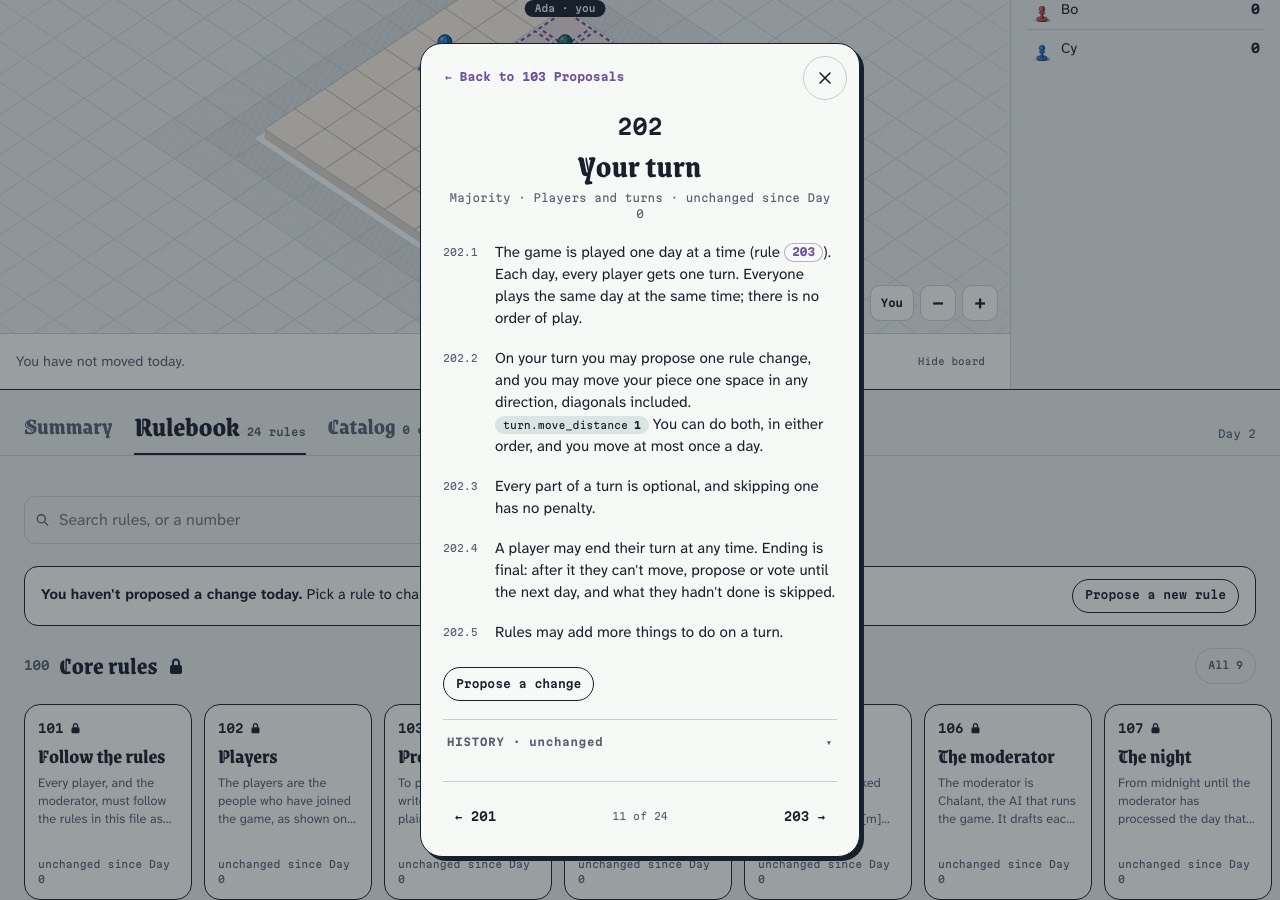 Ada · you
Bo 0
Cy 0
← Back to 103 Proposals
202
Your turn
Majority · Players and turns · unchanged since Day
0
202.1 The game is played one day at a time (rule 203).
Each day, every player gets one turn. Everyone
plays the same day at the same time; there is no
order of play.
202.2 On your turn you may propose one rule change,
and you may move your piece one space in any
direction, diagonals included.
turn.move_distance 1 You can do both, in either
order, and you move at most once a day.
202.3 Every part of a turn is optional, and skipping one
has no penalty.
202.4 A player may end their turn at any time. Ending is
final: after it they can't move, propose or vote until
the next day, and what they hadn't done is skipped.
202.5 Rules may add more things to do on a turn.
Propose a change
HISTORY · unchanged
← 201 11 of 24 203 →
You − +
You have not moved today. Hide board
Summary Rulebook 24 rules Catalog 0 Day 2
Search rules, or a number
You haven't proposed a change today. Pick a rule to cha Propose a new rule
100 Core rules All 9
101
Follow the rules
Every player, and the
moderator, must follow
the rules in this file as…
unchanged since Day
0
102
Players
The players are the
people who have joined
the game, as shown on…
unchanged since Day
0
103
To p
writ
plai
unchanged since Day
0
unchanged since Day
0
unchanged since Day
0
106
The moderator
The moderator is
Chalant, the AI that runs
the game. It drafts eac…
unchanged since Day
0
107
The night
From midnight until the
moderator has
processed the day that…
unchanged since Day
0